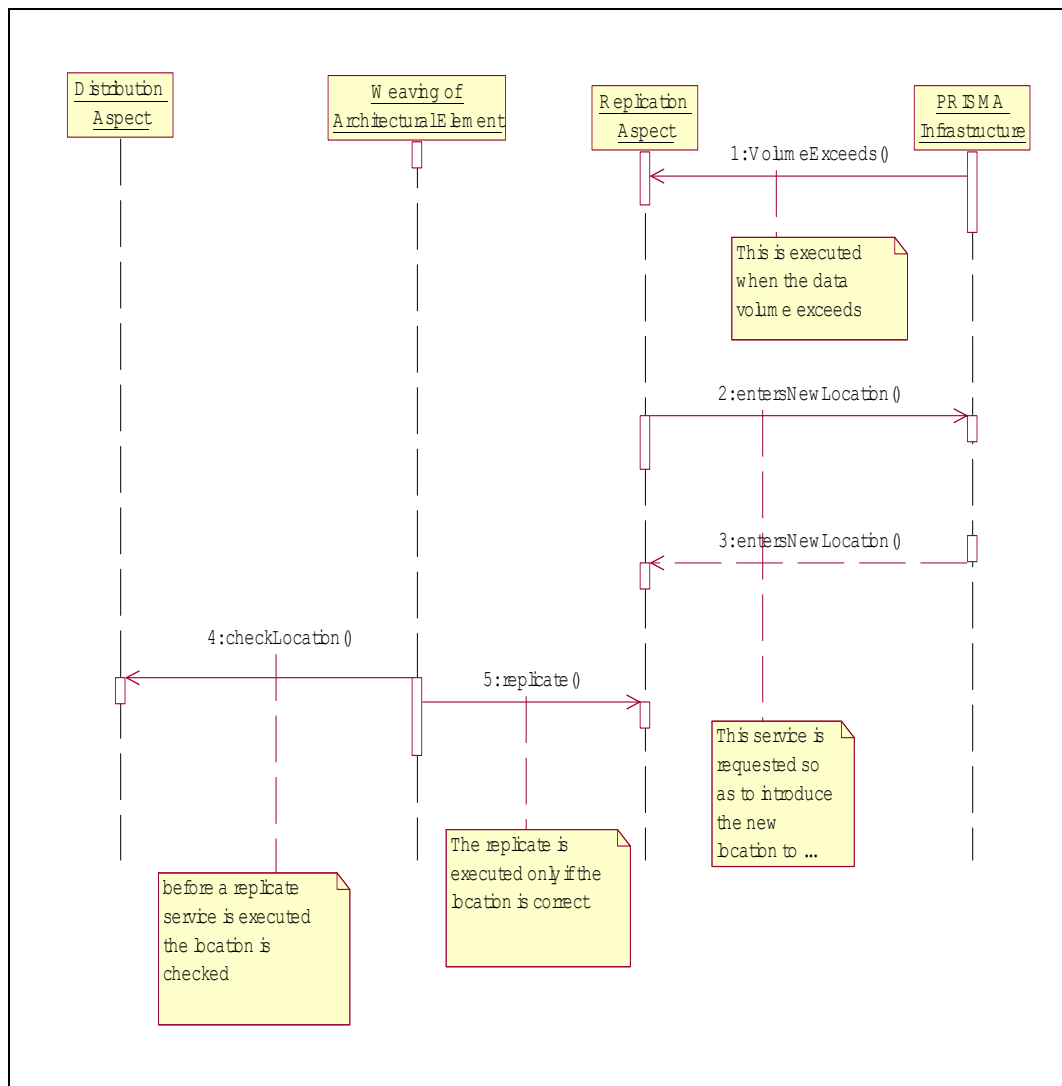 Distribution
Aspect
Weaving of
ArchitecturalElement
Replication
Aspect
PRISMA
Infrastructure
1:VolumeExceeds()
This is executed
when the data
volume exceeds
2:entersNewLocation()
3:entersNewLocation()
4:checkLocation()
5:replicate()
This service is
requested so
as to introduce
the new
location to ...
The replicate is
executed only if the
location is correct
before a replicate
service is executed
the location is
checked